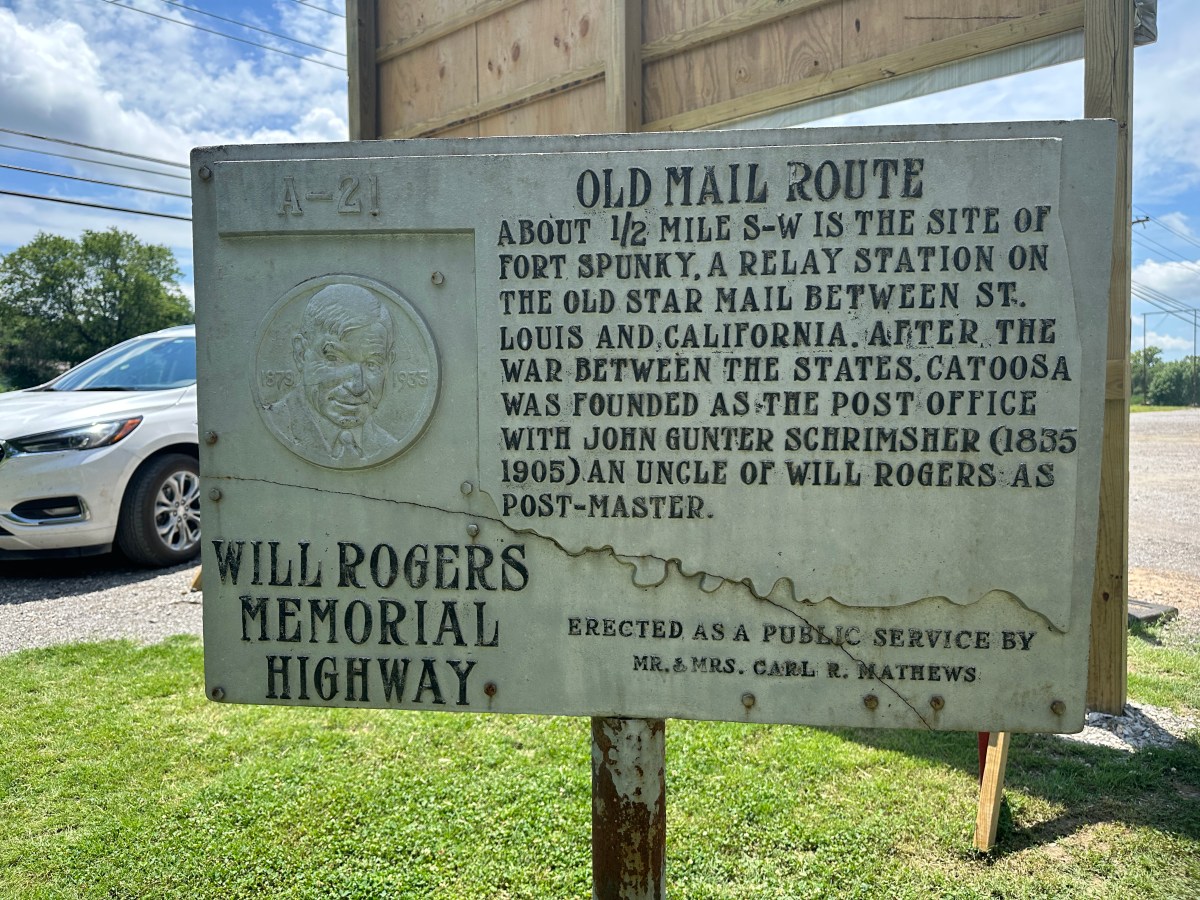 A-21
OLD MAIL ROUTE
ABOUT 1/2 MILE S-W IS THE SITE OF
FORT SPUNKY, A RELAY STATION ON
THE OLD STAR MAIL BETWEEN ST.
LOUIS AND CALIFORNIA. AFTER THE
WAR BETWEEN THE STATES, CATOOSA
WAS FOUNDED AS THE POST OFFICE
WITH JOHN GUNTER SCHRIMSHER (1835
1905) AN UNCLE OF WILL ROGERS AS
POST-MASTER.
1879 1935
WILL ROGERS
MEMORIAL
HIGHWAY
ERECTED AS A PUBLIC SERVICE BY
MR. & MRS. CARL R. MATHEWS